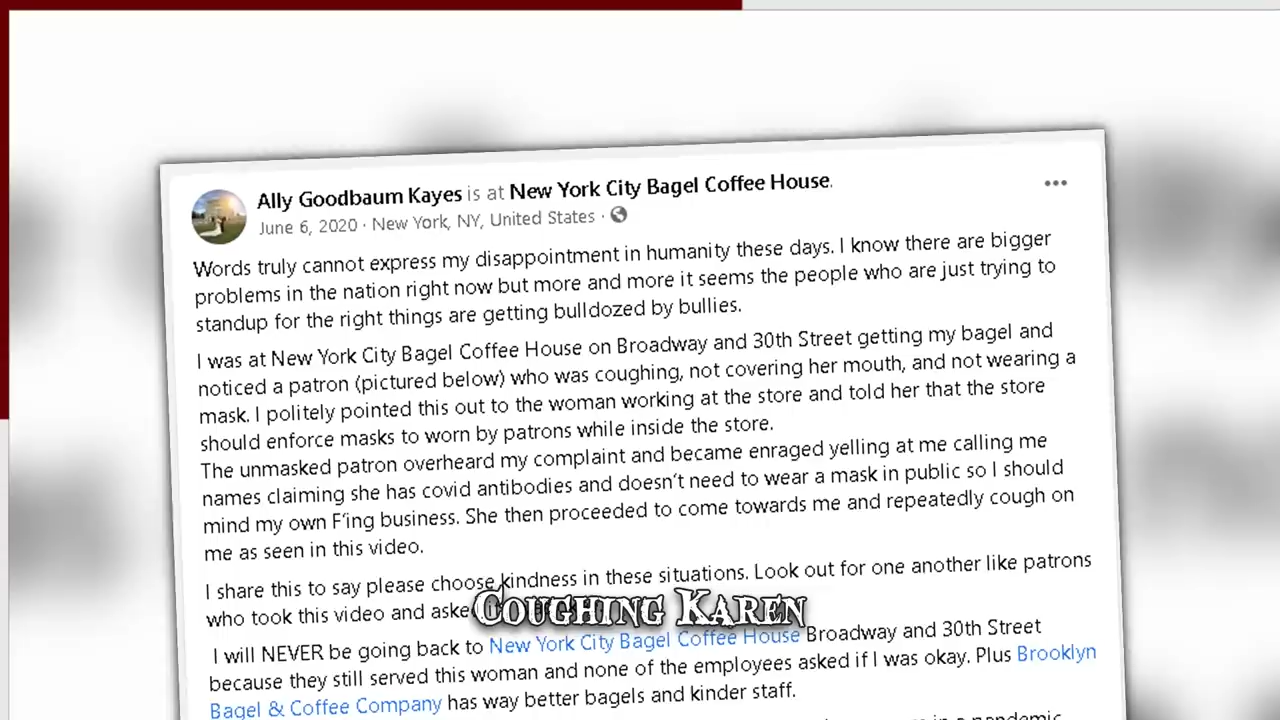 Ally Goodbaum Kayes is at New York City Bagel Coffee House.
June 6, 2020 · New York, NY, United States ·
Words truly cannot express my disappointment in humanity these days. I know there are bigger
problems in the nation right now but more and more it seems the people who are just trying to
standup for the right things are getting bulldozed by bullies.
I was at New York City Bagel Coffee House on Broadway and 30th Street getting my bagel and
noticed a patron (pictured below) who was coughing, not covering her mouth, and not wearing a
mask. I politely pointed this out to the woman working at the store and told her that the store
should enforce masks to worn by patrons while inside the store.
The unmasked patron overheard my complaint and became enraged yelling at me calling me
names claiming she has covid antibodies and doesn't need to wear a mask in public so I should
mind my own F'ing business. She then proceeded to come towards me and repeatedly cough on
me as seen in this video.
I share this to say please choose kindness in these situations. Look out for one another like patrons
who took this video and aske
Coughing Karen
I will NEVER be going back to New York City Bagel Coffee House Broadway and 30th Street
because they still served this woman and none of the employees asked if I was okay. Plus Brooklyn
Bagel & Coffee Company has way better bagels and kinder staff.
in a pandemic